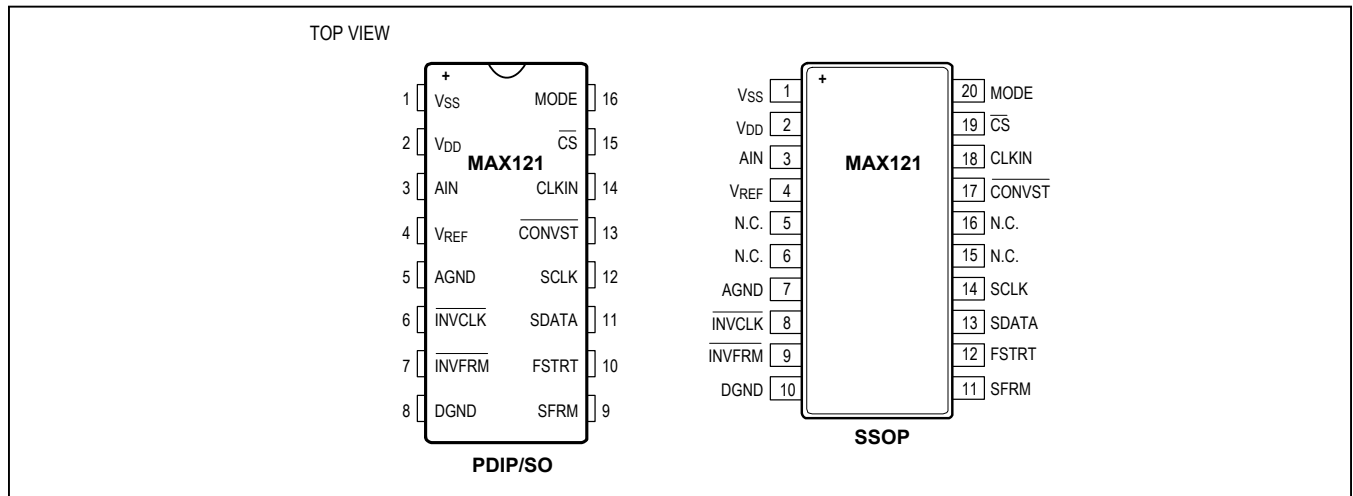 TOP VIEW
+
1 VSS MODE 16
2 VDD CS 15
MAX121
3 AIN CLKIN 14
4 VREF CONVST 13
5 AGND SCLK 12
6 INVCLK SDATA 11
7 INVFRM FSTRT 10
8 DGND SFRM 9
PDIP/SO
+
VSS 1 20 MODE
VDD 2 19 CS
AIN 3 MAX121 18 CLKIN
VREF 4 17 CONVST
N.C. 5 16 N.C.
N.C. 6 15 N.C.
AGND 7 14 SCLK
INVCLK 8 13 SDATA
INVFRM 9 12 FSTRT
DGND 10 11 SFRM
SSOP